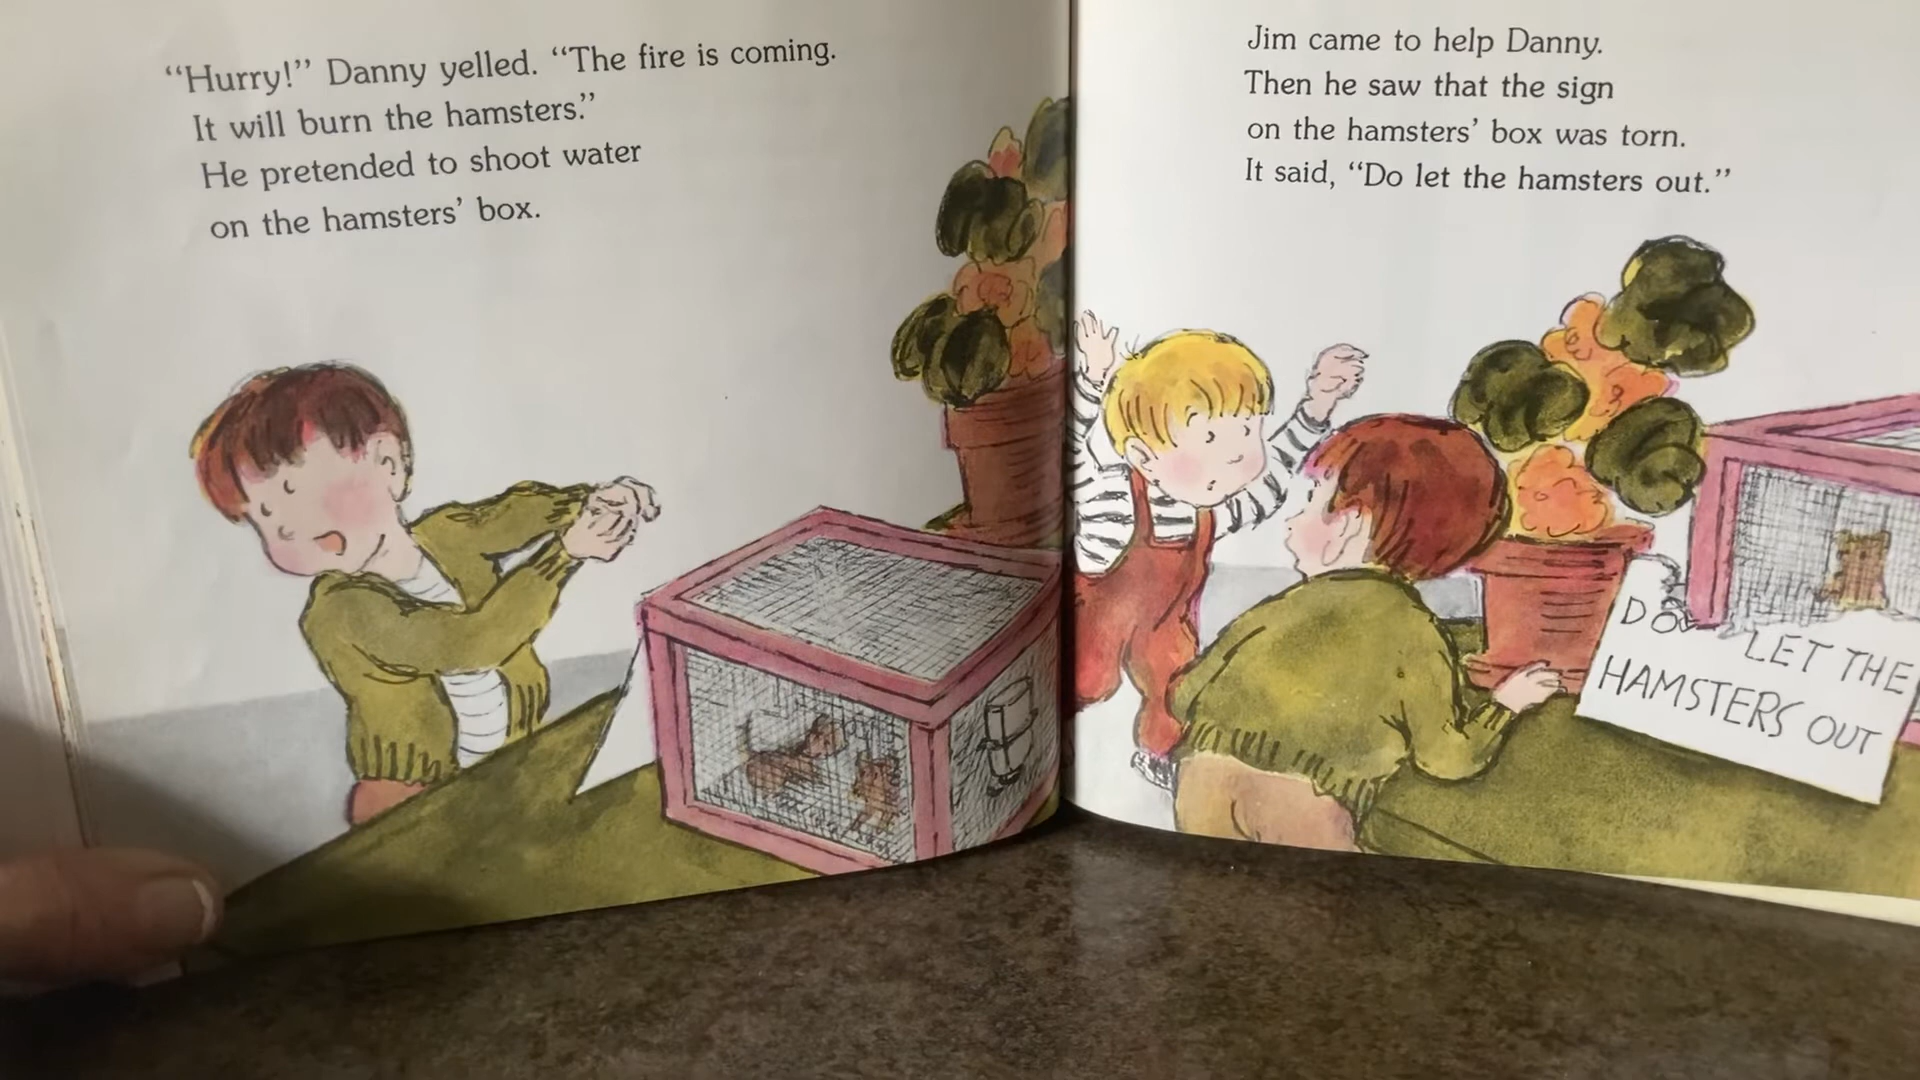 “Hurry!” Danny yelled. “The fire is coming.
It will burn the hamsters.”
He pretended to shoot water
on the hamsters’ box.
Jim came to help Danny.
Then he saw that the sign
on the hamsters’ box was torn.
It said, “Do let the hamsters out.”
DO LET THE
HAMSTERS OUT